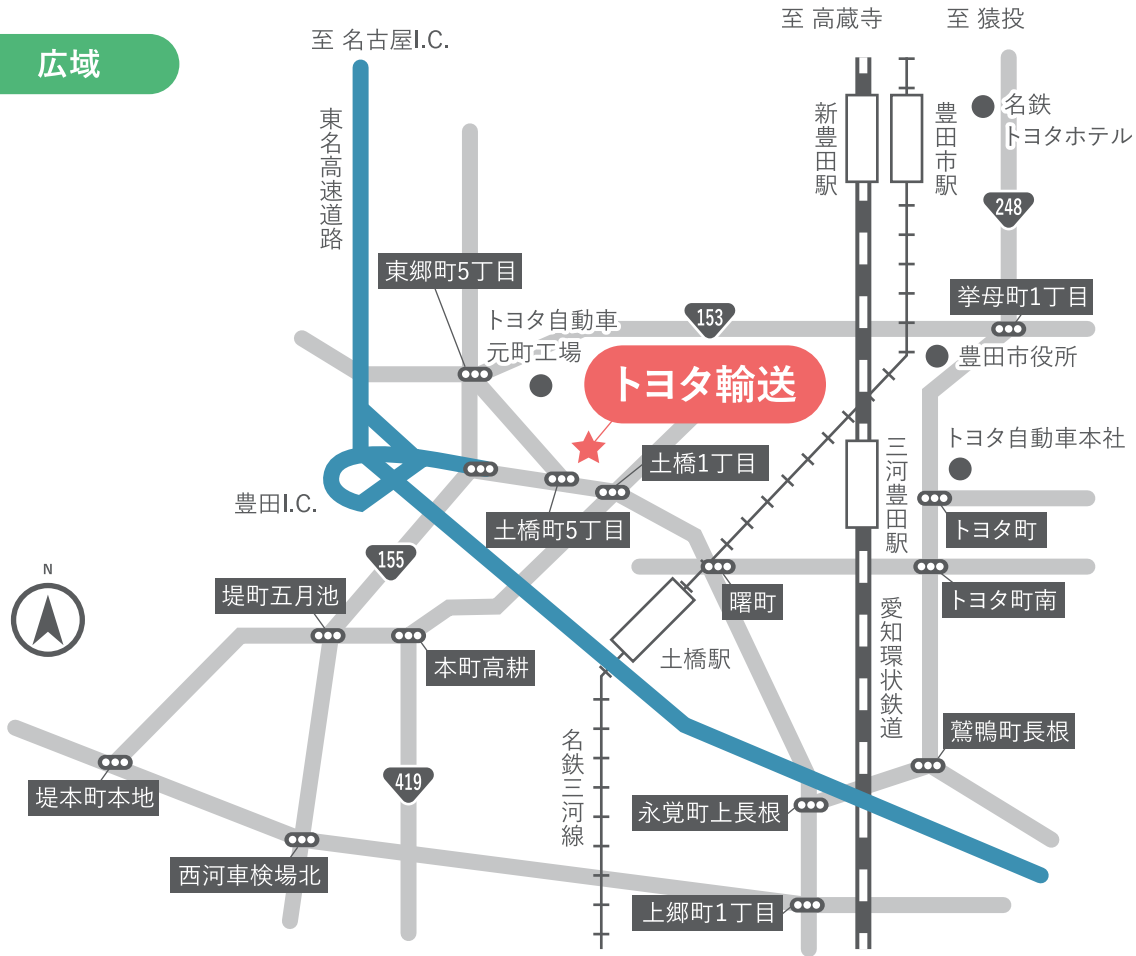 広域
至 名古屋I.C.
至 高蔵寺
至 猿投
東名高速道路
新豊田駅
豊田市駅
名鉄
トヨタホテル
248
東郷町5丁目
挙母町1丁目
153
トヨタ自動車
元町工場
豊田市役所
トヨタ輸送
トヨタ自動車本社
土橋1丁目
三河豊田駅
豊田I.C.
土橋町5丁目
トヨタ町
155
N
堤町五月池
曙町
トヨタ町南
愛知環状鉄道
本町高耕
土橋駅
鷲鴨町長根
名鉄三河線
419
堤本町本地
永覚町上長根
西河車検場北
上郷町1丁目